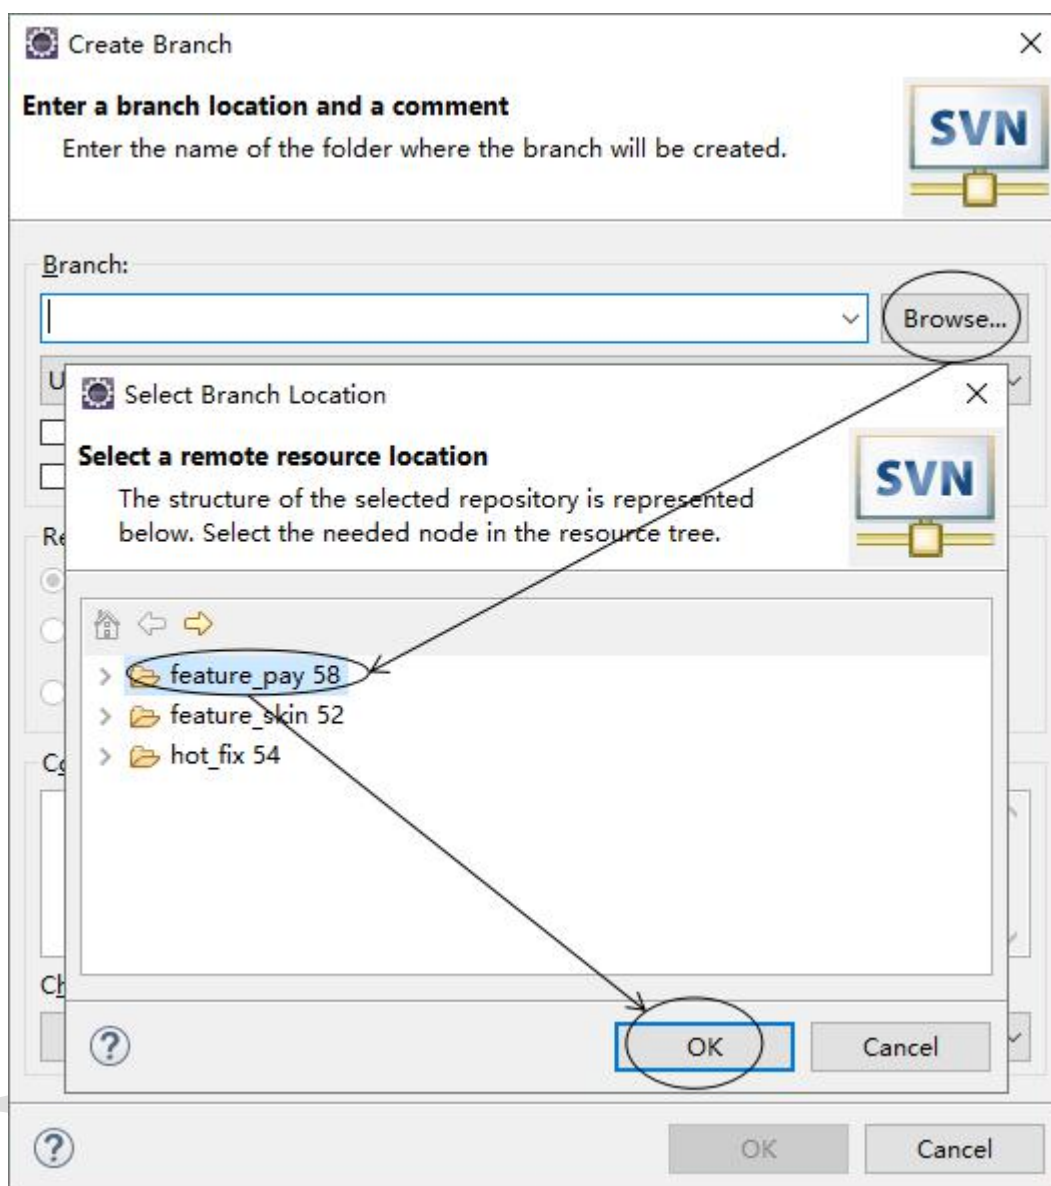 Create Branch
Enter a branch location and a comment
Enter the name of the folder where the branch will be created.
SVN
Branch:
Browse...
Select Branch Location
Select a remote resource location
The structure of the selected repository is represented
below. Select the needed node in the resource tree.
SVN
feature_pay 58
feature_skin 52
hot_fix 54
OK
Cancel
OK
Cancel